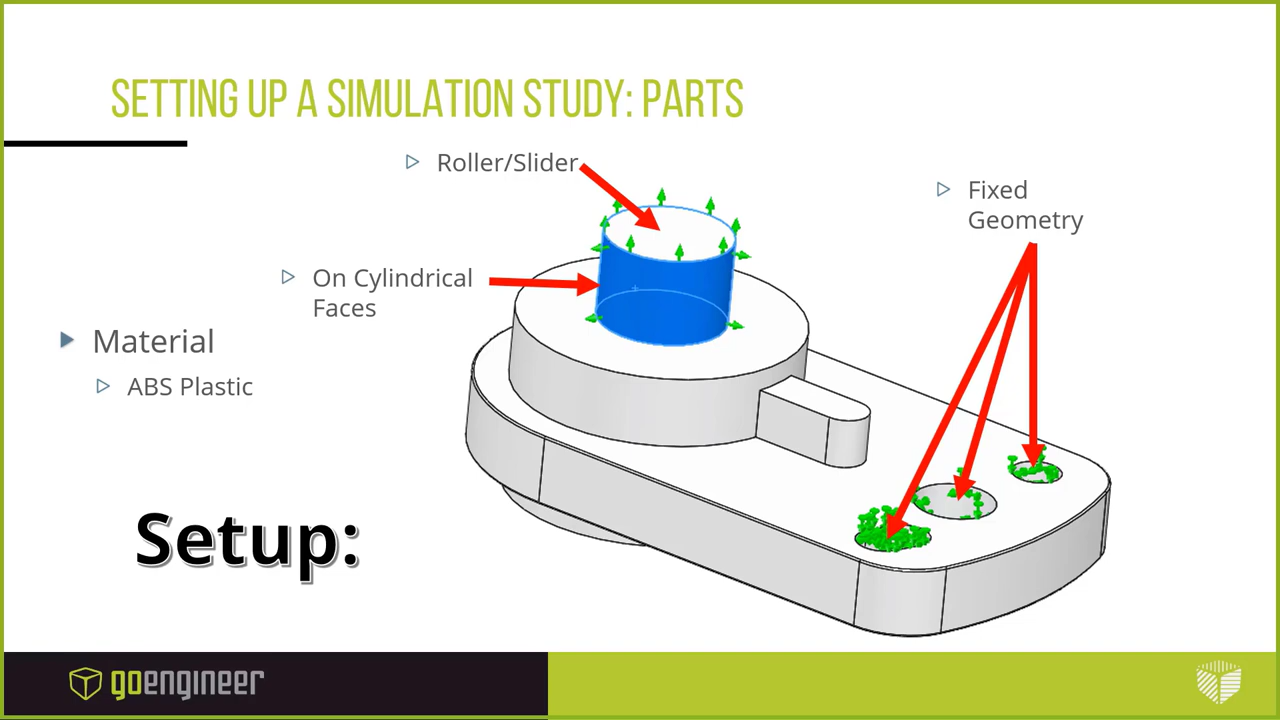 SETTING UP A SIMULATION STUDY: PARTS
Roller/Slider
Fixed
Geometry
On Cylindrical
Faces
Material
ABS Plastic
Setup:
goengineer